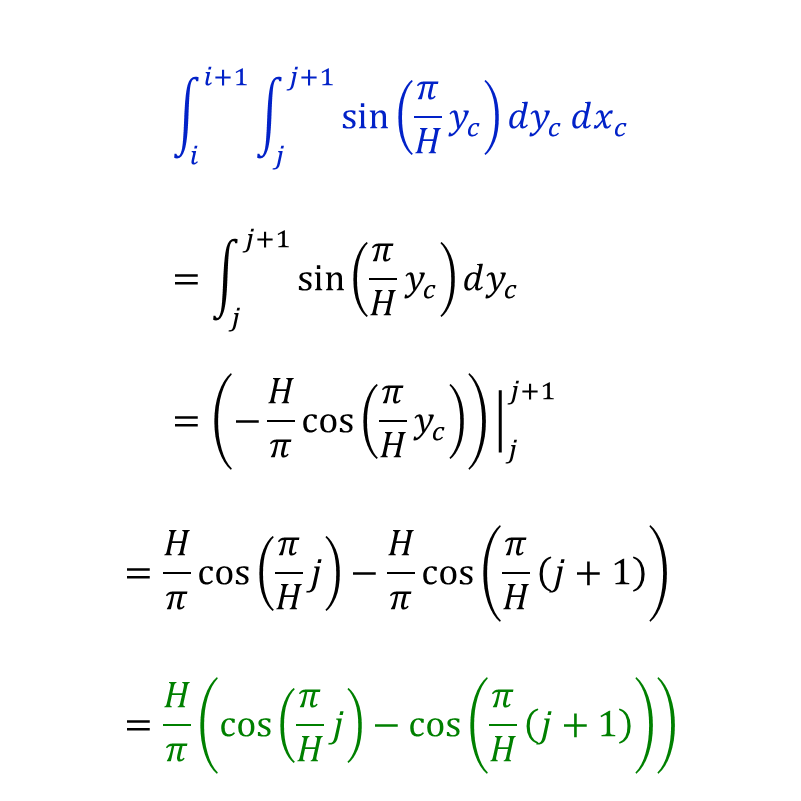 ∫_i^{i+1} ∫_j^{j+1} sin(π/H y_c) dy_c dx_c
= ∫_j^{j+1} sin(π/H y_c) dy_c
= (−H/π cos(π/H y_c)) |_j^{j+1}
= H/π cos(π/H j) − H/π cos(π/H (j + 1))
= H/π (cos(π/H j) − cos(π/H (j + 1)))